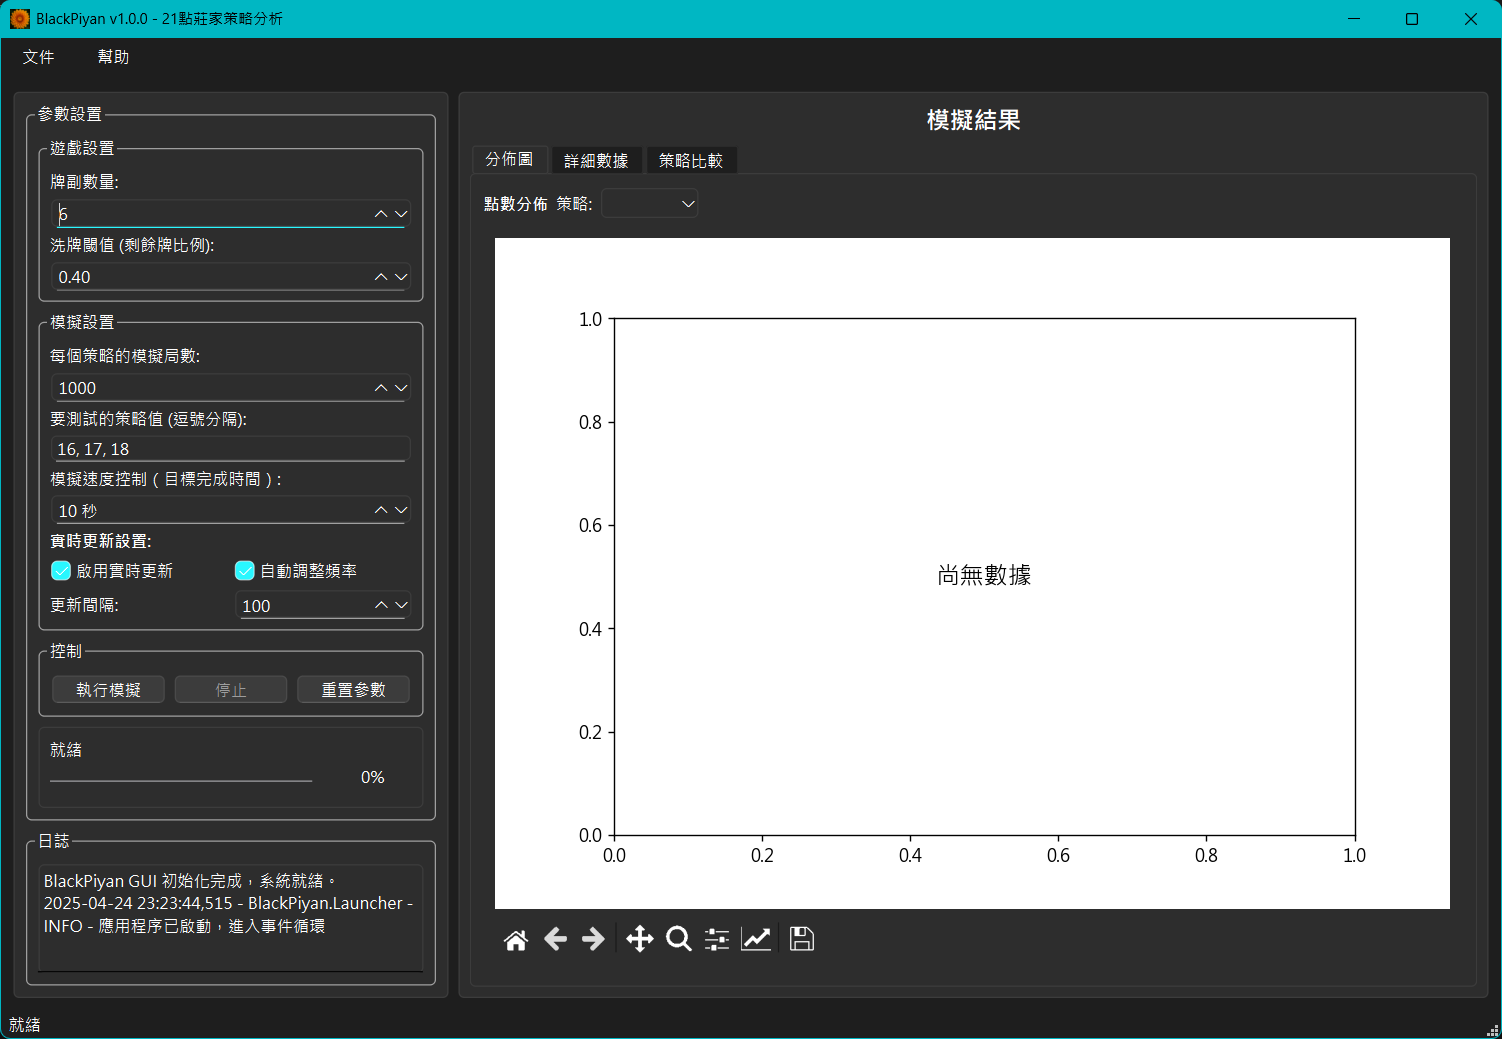 BlackPiyan v1.0.0 - 21點莊家策略分析
文件 幫助
參數設置
遊戲設置
牌副數量:
6
洗牌閾值 (剩餘牌比例):
0.40
模擬設置
每個策略的模擬局數:
1000
要測試的策略值 (逗號分隔):
16, 17, 18
模擬速度控制（目標完成時間）:
10 秒
實時更新設置:
啟用實時更新 自動調整頻率
更新間隔: 100
控制
執行模擬 停止 重置參數
就緒
0%
日誌
BlackPiyan GUI 初始化完成，系統就緒。
2025-04-24 23:23:44,515 - BlackPiyan.Launcher -
INFO - 應用程序已啟動，進入事件循環
模擬結果
分佈圖 詳細數據 策略比較
點數分佈 策略:
1.0
0.8
0.6
尚無數據
0.4
0.2
0.0
0.0 0.2 0.4 0.6 0.8 1.0
就緒